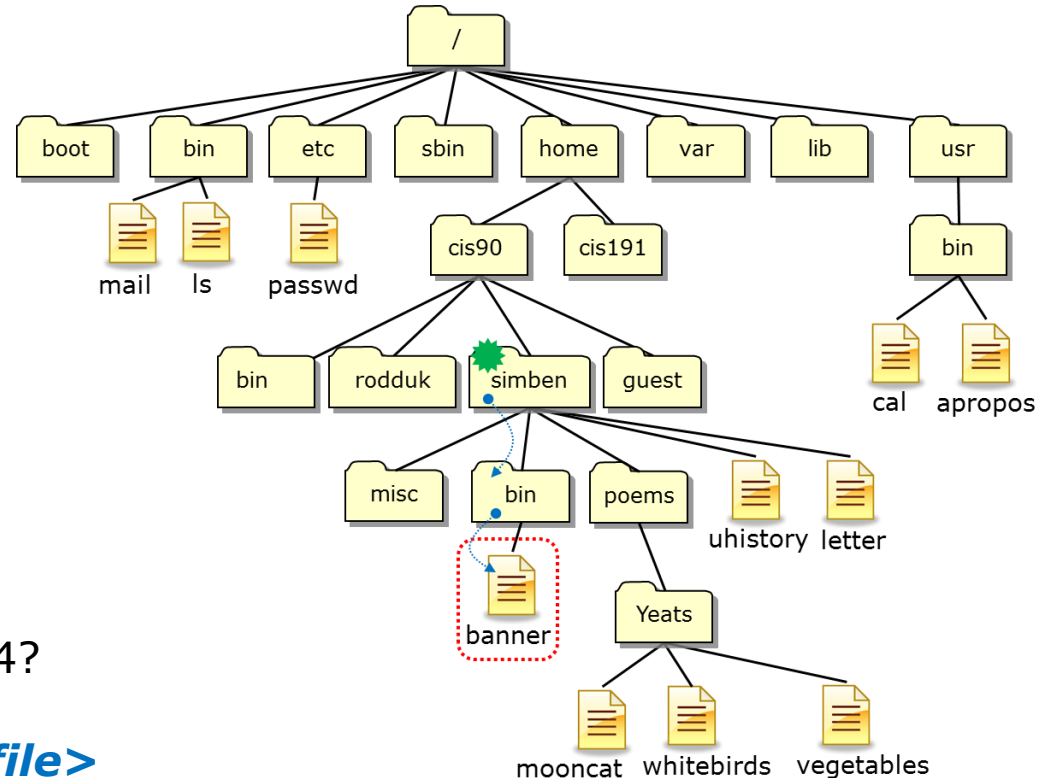 /
boot bin etc sbin home var lib usr
mail ls passwd cis90 cis191 bin
bin rodduk simben guest cal apropos
misc bin poems uhistory letter
banner Yeats
4?
file>
mooncat whitebirds vegetables